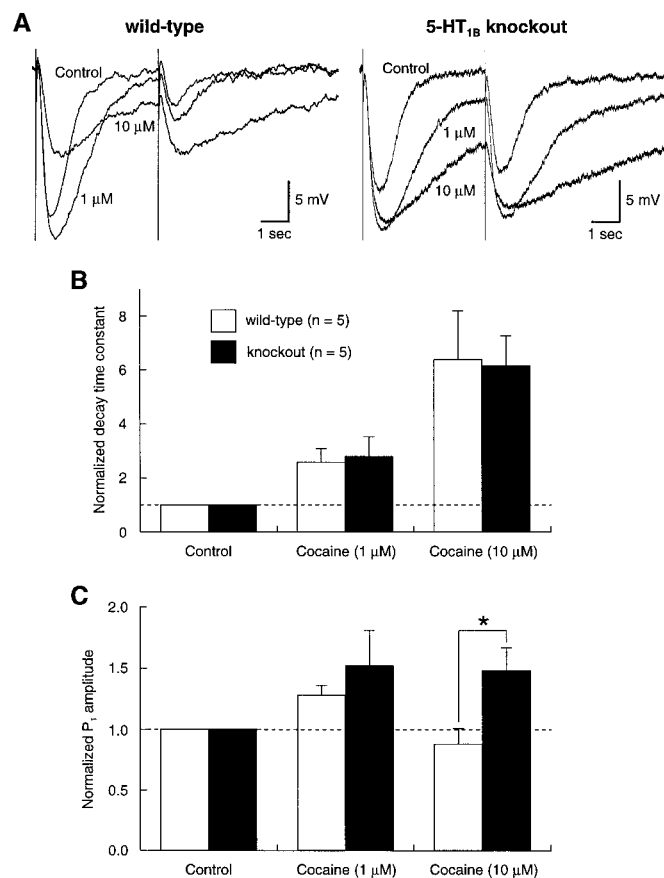 A
wild-type
5-HT1B knockout
Control
10 µM
1 µM
5 mV
1 sec
Control
1 µM
10 µM
5 mV
1 sec
B
Normalized decay time constant
8
6
4
2
0
wild-type (n = 5)
knockout (n = 5)
Control
Cocaine (1 µM)
Cocaine (10 µM)
C
Normalized P1 amplitude
2.0
1.5
1.0
0.5
0.0
*
Control
Cocaine (1 µM)
Cocaine (10 µM)